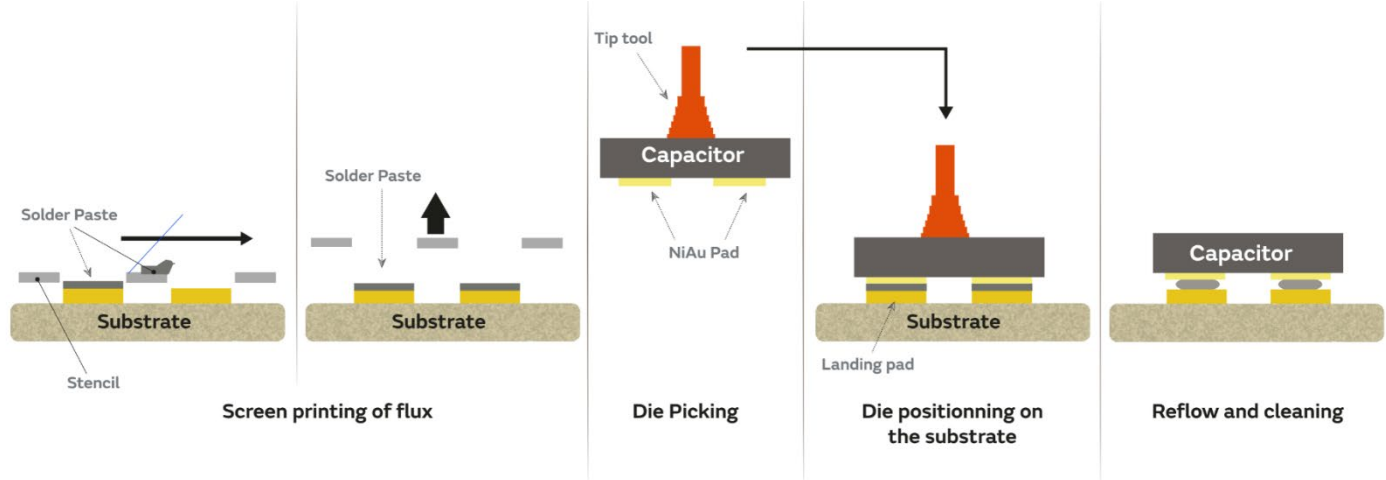 Solder Paste
Substrate
Stencil
Solder Paste
Substrate
Screen printing of flux
Tip tool
Capacitor
NiAu Pad
Die Picking
Substrate
Landing pad
Die positionning on
the substrate
Capacitor
Reflow and cleaning